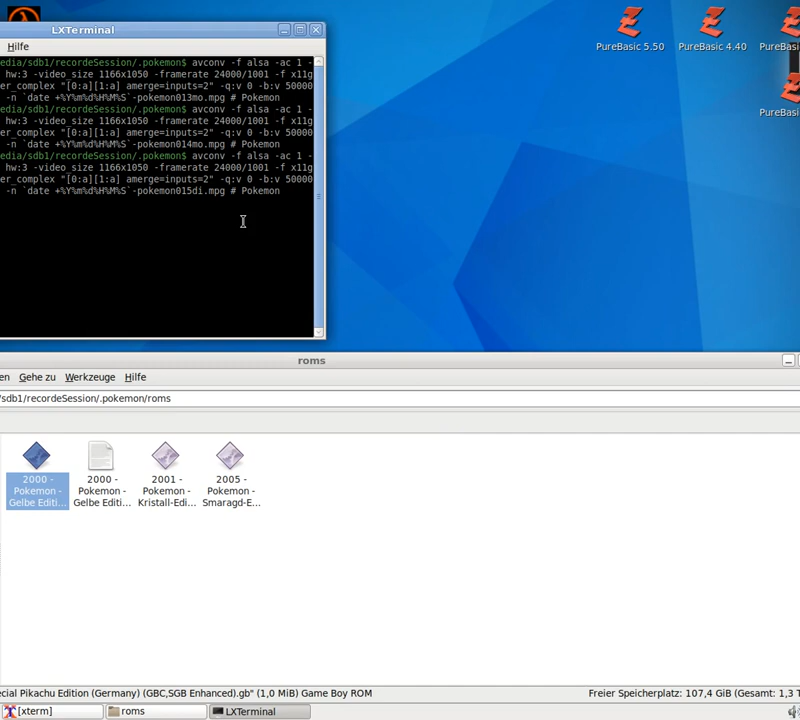 LXTerminal
Hilfe
edia/sdb1/recordeSession/.pokemon$ avconv -f alsa -ac 1 -
hw:3 -video_size 1166x1050 -framerate 24000/1001 -f x11g
er_complex "[0:a][1:a] amerge=inputs=2" -q:v 0 -b:v 50000
-n `date +%Y%m%d%H%M%S`-pokemon013mo.mpg # Pokemon
edia/sdb1/recordeSession/.pokemon$ avconv -f alsa -ac 1 -
hw:3 -video_size 1166x1050 -framerate 24000/1001 -f x11g
er_complex "[0:a][1:a] amerge=inputs=2" -q:v 0 -b:v 50000
-n `date +%Y%m%d%H%M%S`-pokemon014mo.mpg # Pokemon
edia/sdb1/recordeSession/.pokemon$ avconv -f alsa -ac 1 -
hw:3 -video_size 1166x1050 -framerate 24000/1001 -f x11g
er_complex "[0:a][1:a] amerge=inputs=2" -q:v 0 -b:v 50000
-n `date +%Y%m%d%H%M%S`-pokemon015di.mpg # Pokemon
PureBasic 5.50
PureBasic 4.40
PureBasi
PureBasi
roms
en Gehe zu Werkzeuge Hilfe
/sdb1/recordeSession/.pokemon/roms
2000 -
Pokemon -
Gelbe Editi...
2000 -
Pokemon -
Gelbe Editi...
2001 -
Pokemon -
Kristall-Edi...
2005 -
Pokemon -
Smaragd-E...
ecial Pikachu Edition (Germany) (GBC,SGB Enhanced).gb" (1,0 MiB) Game Boy ROM
Freier Speicherplatz: 107,4 GiB (Gesamt: 1,3 T
[xterm]
roms
LXTerminal